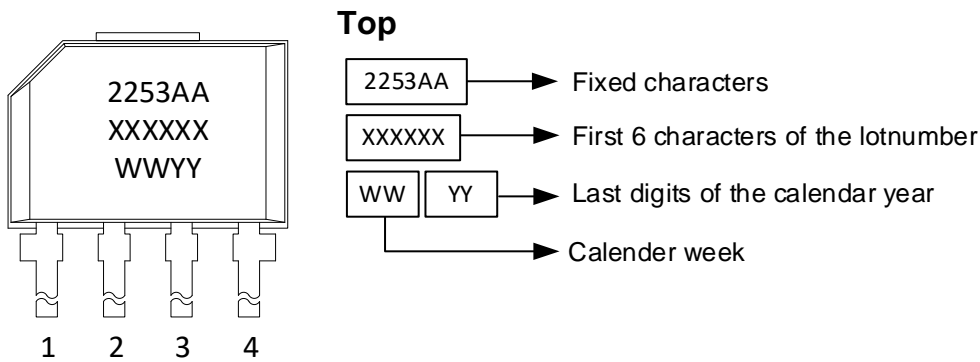 2253AA
XXXXXX
WWYY
1 2 3 4
Top
2253AA Fixed characters
XXXXXX First 6 characters of the lotnumber
WW YY Last digits of the calendar year
Calender week